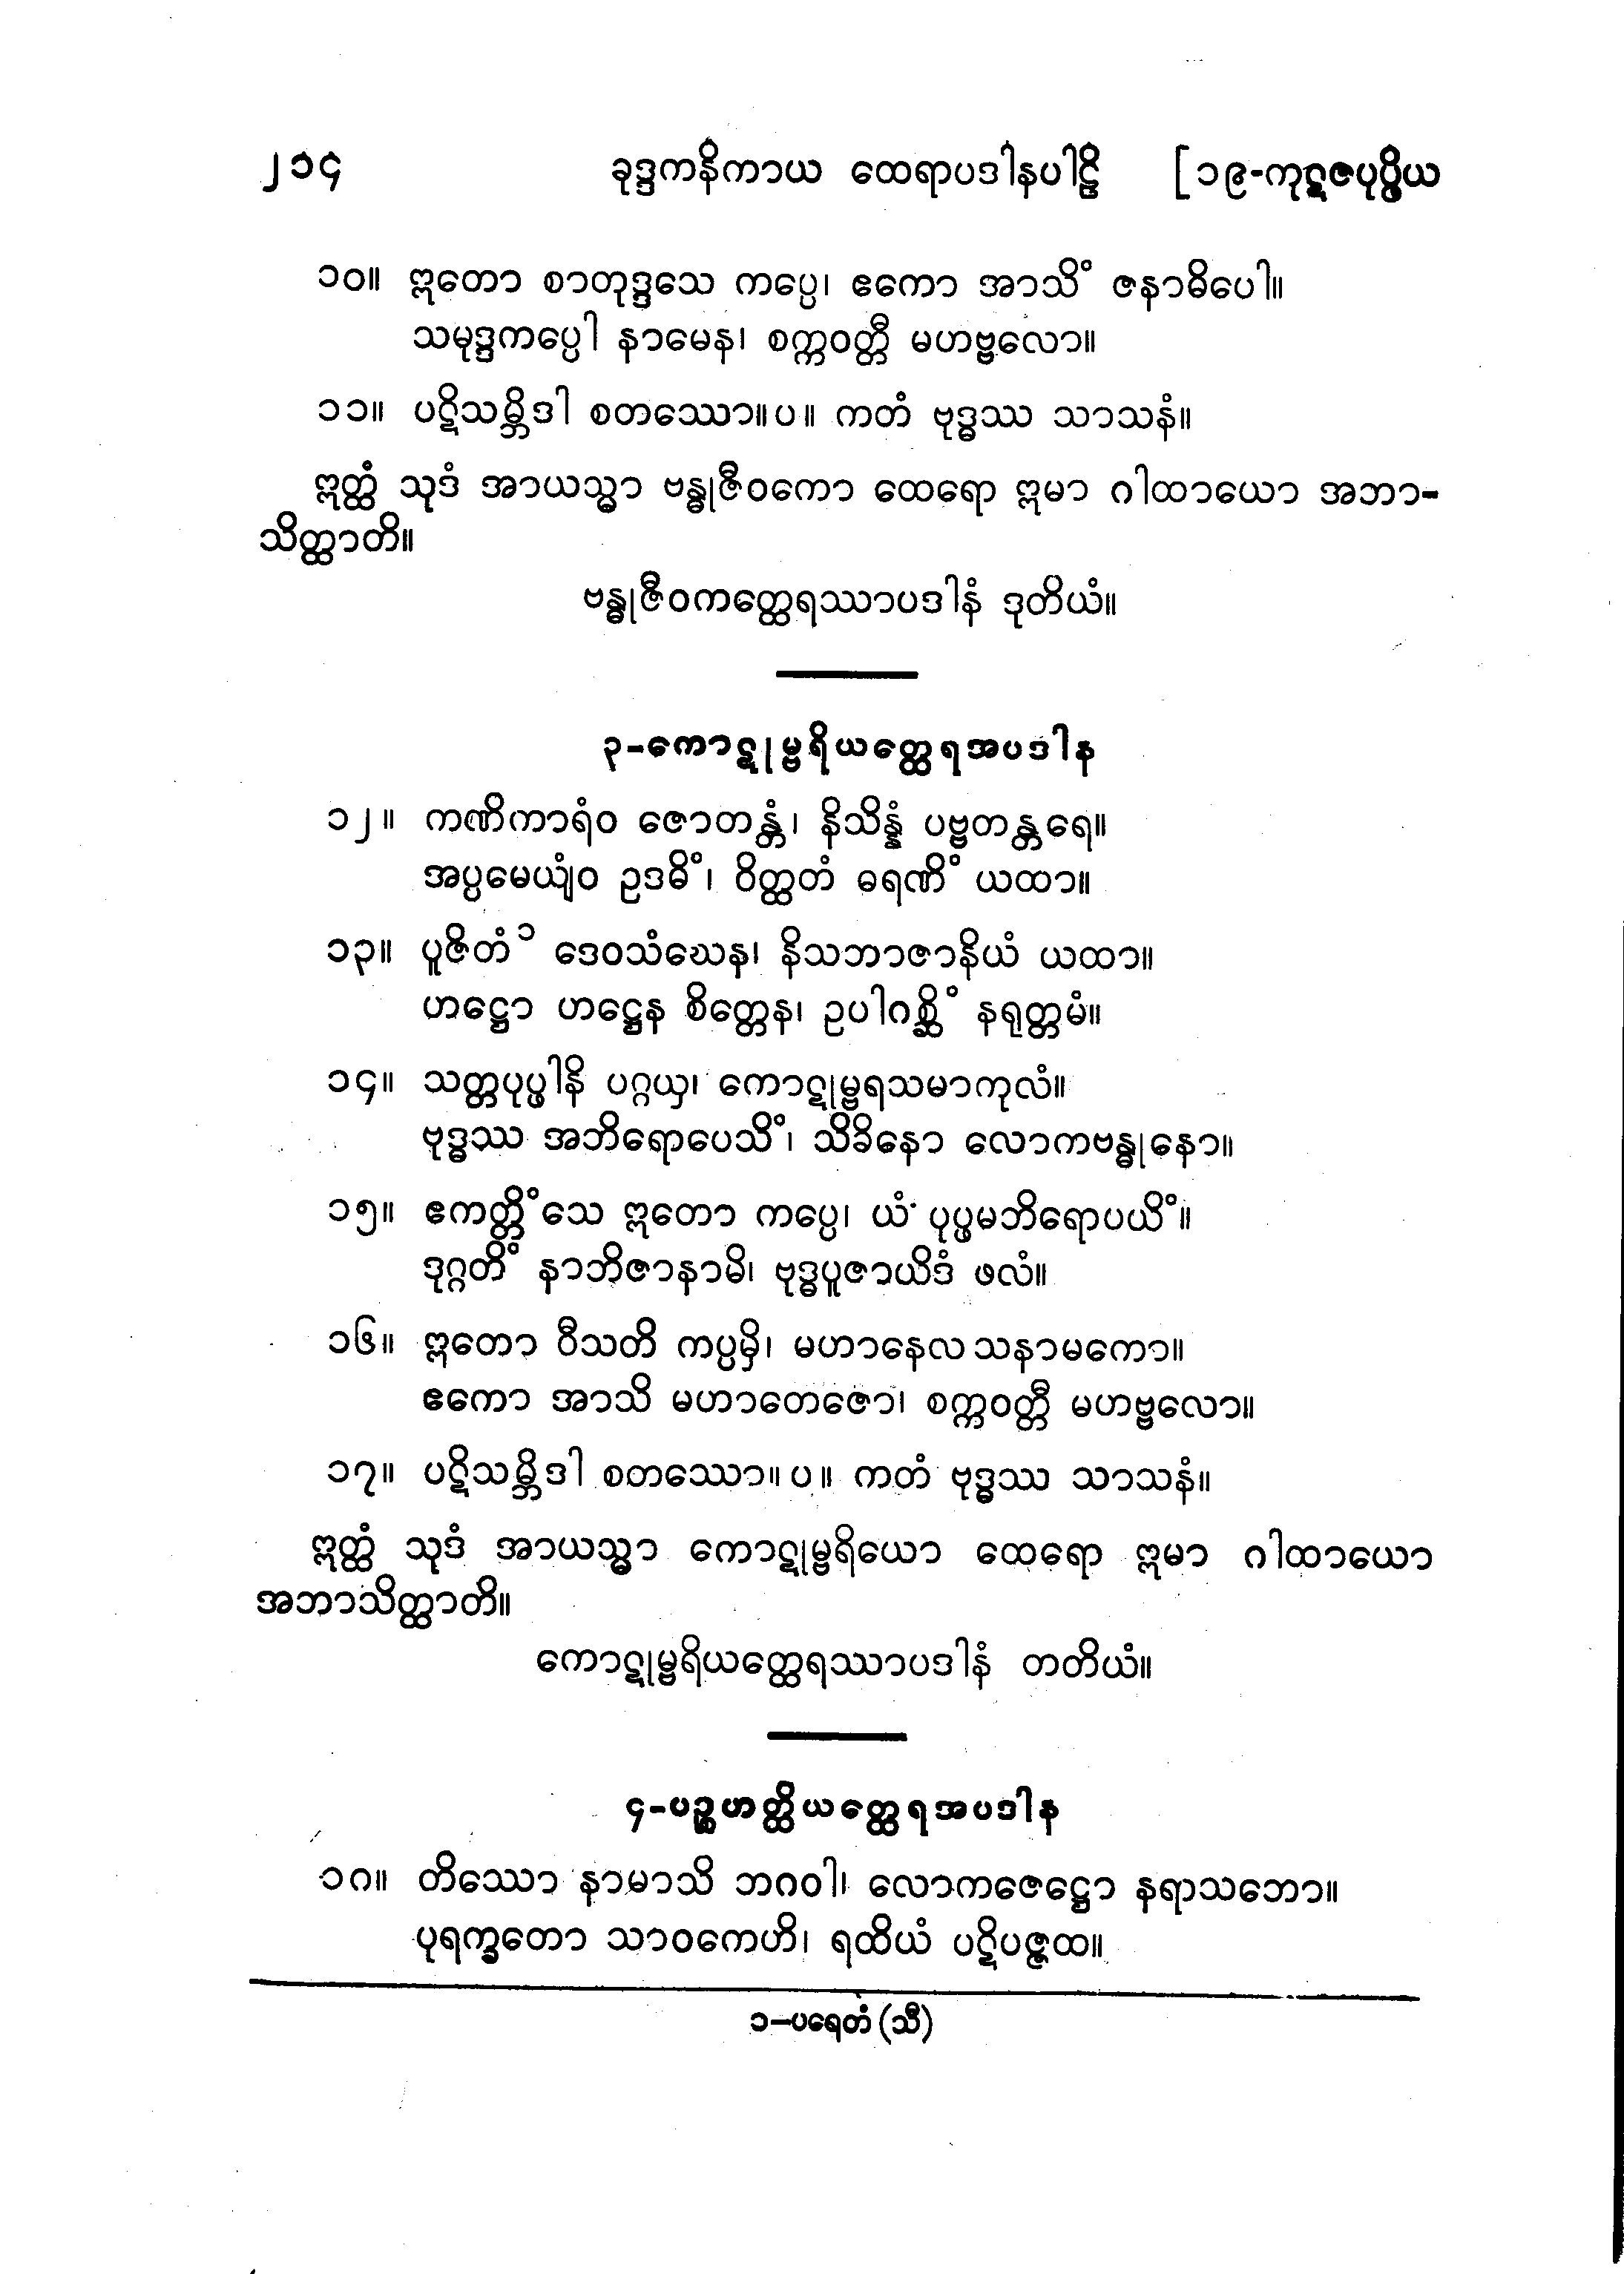 ၂၁၄ ခုဒ္ဒကနိကာယ ထေရာပဒါနပါဠိ [ ၁၉-ကုဋဇပုပ္ဖိယ
၁၀။ ဣတော စာတုဒ္ဒသေ ကပ္ပေ၊ ဧကော အာသိံ ဇနာဓိပေါ။
သမုဒ္ဒကပ္ပေါ နာမေန၊ စက္ကဝတ္တီ မဟဗ္ဗလော။
၁၁။ ပဋိသမ္ဘိဒါ စတဿော။ပ။ ကတံ ဗုဒ္ဓဿ သာသနံ။
ဣတ္ထံ သုဒံ အာယသ္မာ ဗန္ဓုဇီဝကော ထေရော ဣမာ ဂါထာယော အဘာ-
သိတ္ထာတိ။
ဗန္ဓုဇီဝကတ္ထေရဿာပဒါနံ ဒုတိယံ။
၃-ကောဋုမ္ဗရိယတ္ထေရအပဒါန
၁၂။ ကဏိကာရံဝ ဇောတန္တံ၊ နိသိန္နံ ပဗ္ဗတန္တရေ။
အပ္ပမေယျံဝ ဥဒဓိံ၊ ဝိတ္ထတံ ဓရဏိံ ယထာ။
၁၃။ ပူဇိတံ ၁ ဒေဝသံဃေန၊ နိသဘာဇာနိယံ ယထာ။
ဟဋ္ဌော ဟဋ္ဌေန စိတ္တေန၊ ဥပါဂစ္ဆိံ နရုတ္တမံ။
၁၄။ သတ္တပုပ္ဖါနိ ပဂ္ဂယှ၊ ကောဋုမ္ဗရသမာကုလံ။
ဗုဒ္ဓဿ အဘိရောပေသိံ၊ သိခိနော လောကဗန္ဓုနော။
၁၅။ ဧကတ္တိံသေ ဣတော ကပ္ပေ၊ ယံ ပုပ္ဖမဘိရောပယိံ။
ဒုဂ္ဂတိံ နာဘိဇာနာမိ၊ ဗုဒ္ဓပူဇာယိဒံ ဖလံ။
၁၆။ ဣတော ဝီသတိ ကပ္ပမှိ၊ မဟာနေလသနာမကော။
ဧကော အာသိ မဟာတေဇော၊ စက္ကဝတ္တီ မဟဗ္ဗလော။
၁၇။ ပဋိသမ္ဘိဒါ စတဿော။ပ။ ကတံ ဗုဒ္ဓဿ သာသနံ။
ဣတ္ထံ သုဒံ အာယသ္မာ ကောဋုမ္ဗရိယော ထေရော ဣမာ ဂါထာယော
အဘာသိတ္ထာတိ။
ကောဋုမ္ဗရိယတ္ထေရဿာပဒါနံ တတိယံ။
၄-ပဉ္စဟတ္ထိယတ္ထေရအပဒါန
၁၈။ တိဿော နာမာသိ ဘဂဝါ၊ လောကဇေဋ္ဌော နရာသဘော။
ပုရက္ခတော သာဝကေဟိ၊ ရထိယံ ပဋိပဇ္ဇထ။
၁-ပရေတံ (သီ)